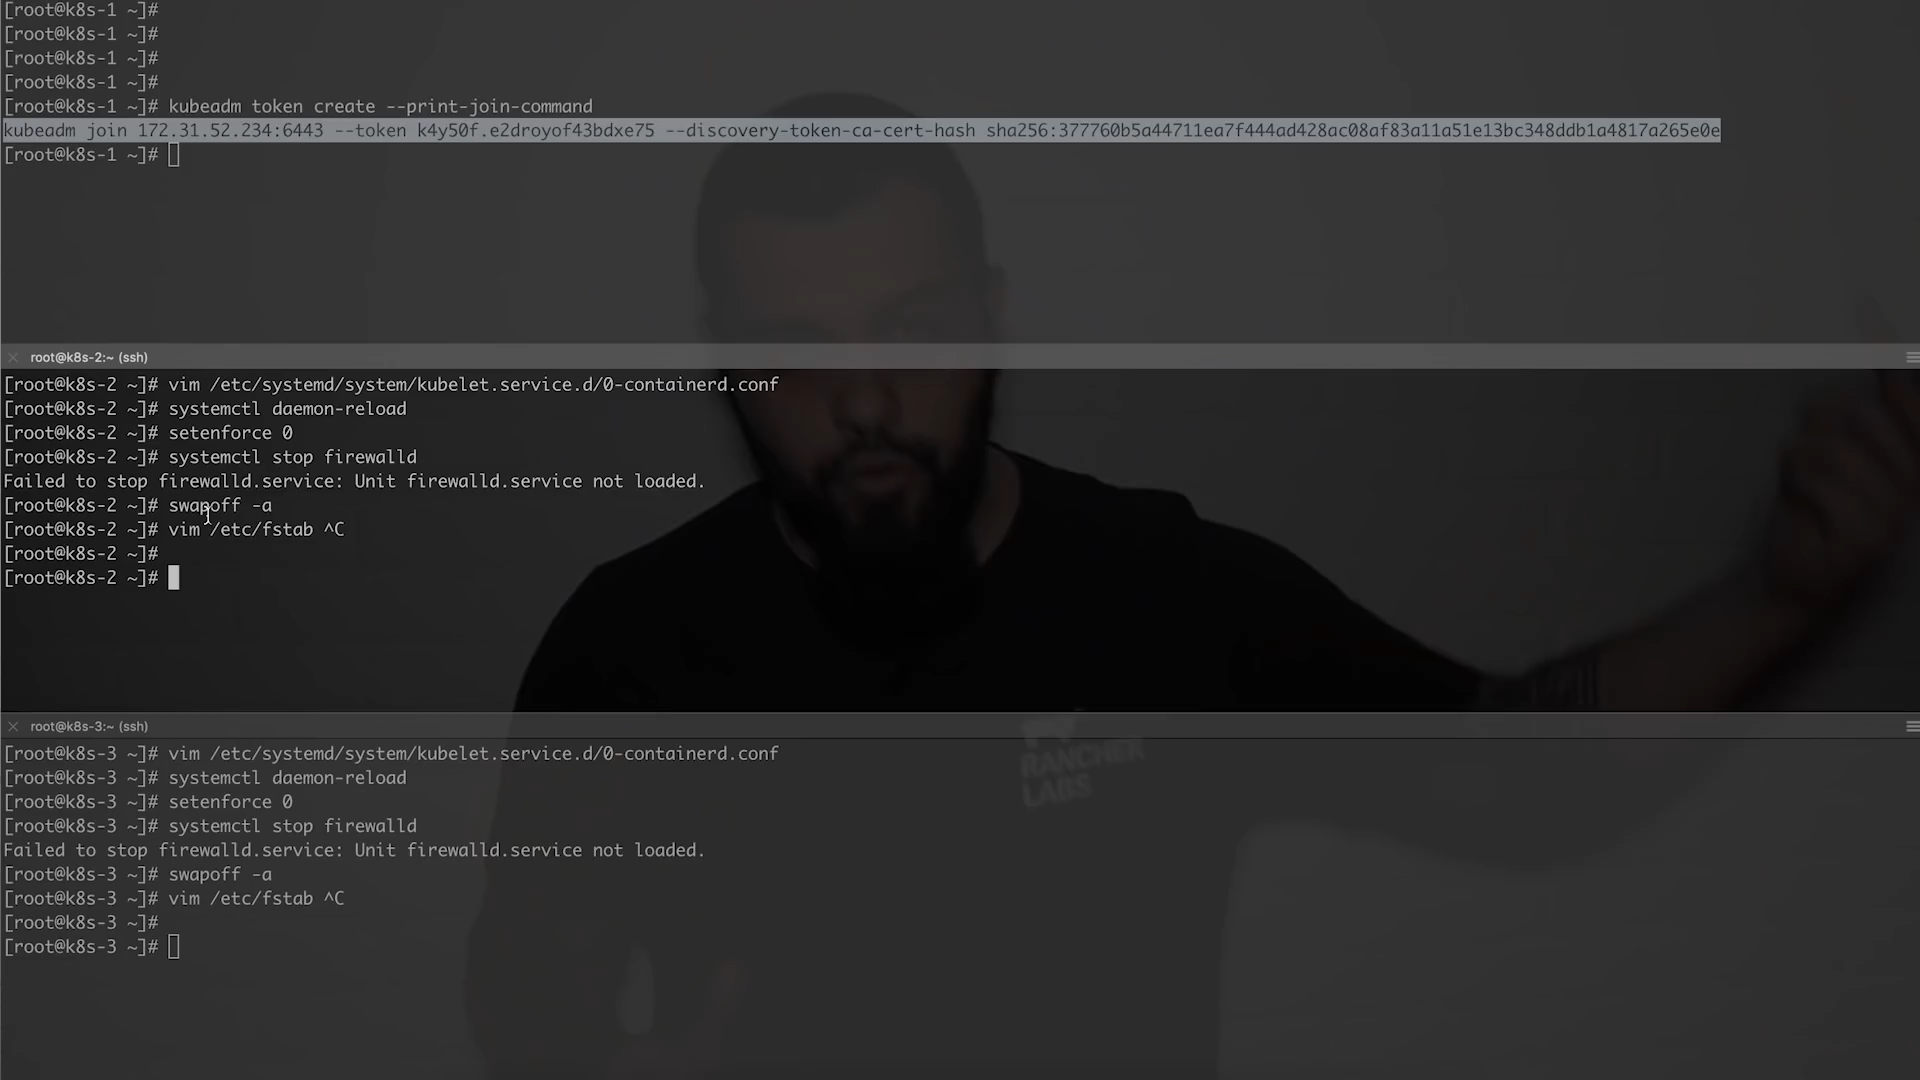 [root@k8s-1 ~]#
[root@k8s-1 ~]#
[root@k8s-1 ~]#
[root@k8s-1 ~]#
[root@k8s-1 ~]# kubeadm token create --print-join-command
kubeadm join 172.31.52.234:6443 --token k4y50f.e2droyof43bdxe75 --discovery-token-ca-cert-hash sha256:377760b5a44711ea7f444ad428ac08af83a11a51e13bc348ddb1a4817a265e0e
[root@k8s-1 ~]#
root@k8s-2:~ (ssh)
[root@k8s-2 ~]# vim /etc/systemd/system/kubelet.service.d/0-containerd.conf
[root@k8s-2 ~]# systemctl daemon-reload
[root@k8s-2 ~]# setenforce 0
[root@k8s-2 ~]# systemctl stop firewalld
Failed to stop firewalld.service: Unit firewalld.service not loaded.
[root@k8s-2 ~]# swapoff -a
[root@k8s-2 ~]# vim /etc/fstab ^C
[root@k8s-2 ~]#
[root@k8s-2 ~]#
root@k8s-3:~ (ssh)
[root@k8s-3 ~]# vim /etc/systemd/system/kubelet.service.d/0-containerd.conf
[root@k8s-3 ~]# systemctl daemon-reload
[root@k8s-3 ~]# setenforce 0
[root@k8s-3 ~]# systemctl stop firewalld
Failed to stop firewalld.service: Unit firewalld.service not loaded.
[root@k8s-3 ~]# swapoff -a
[root@k8s-3 ~]# vim /etc/fstab ^C
[root@k8s-3 ~]#
[root@k8s-3 ~]#
RANCHER
LABS